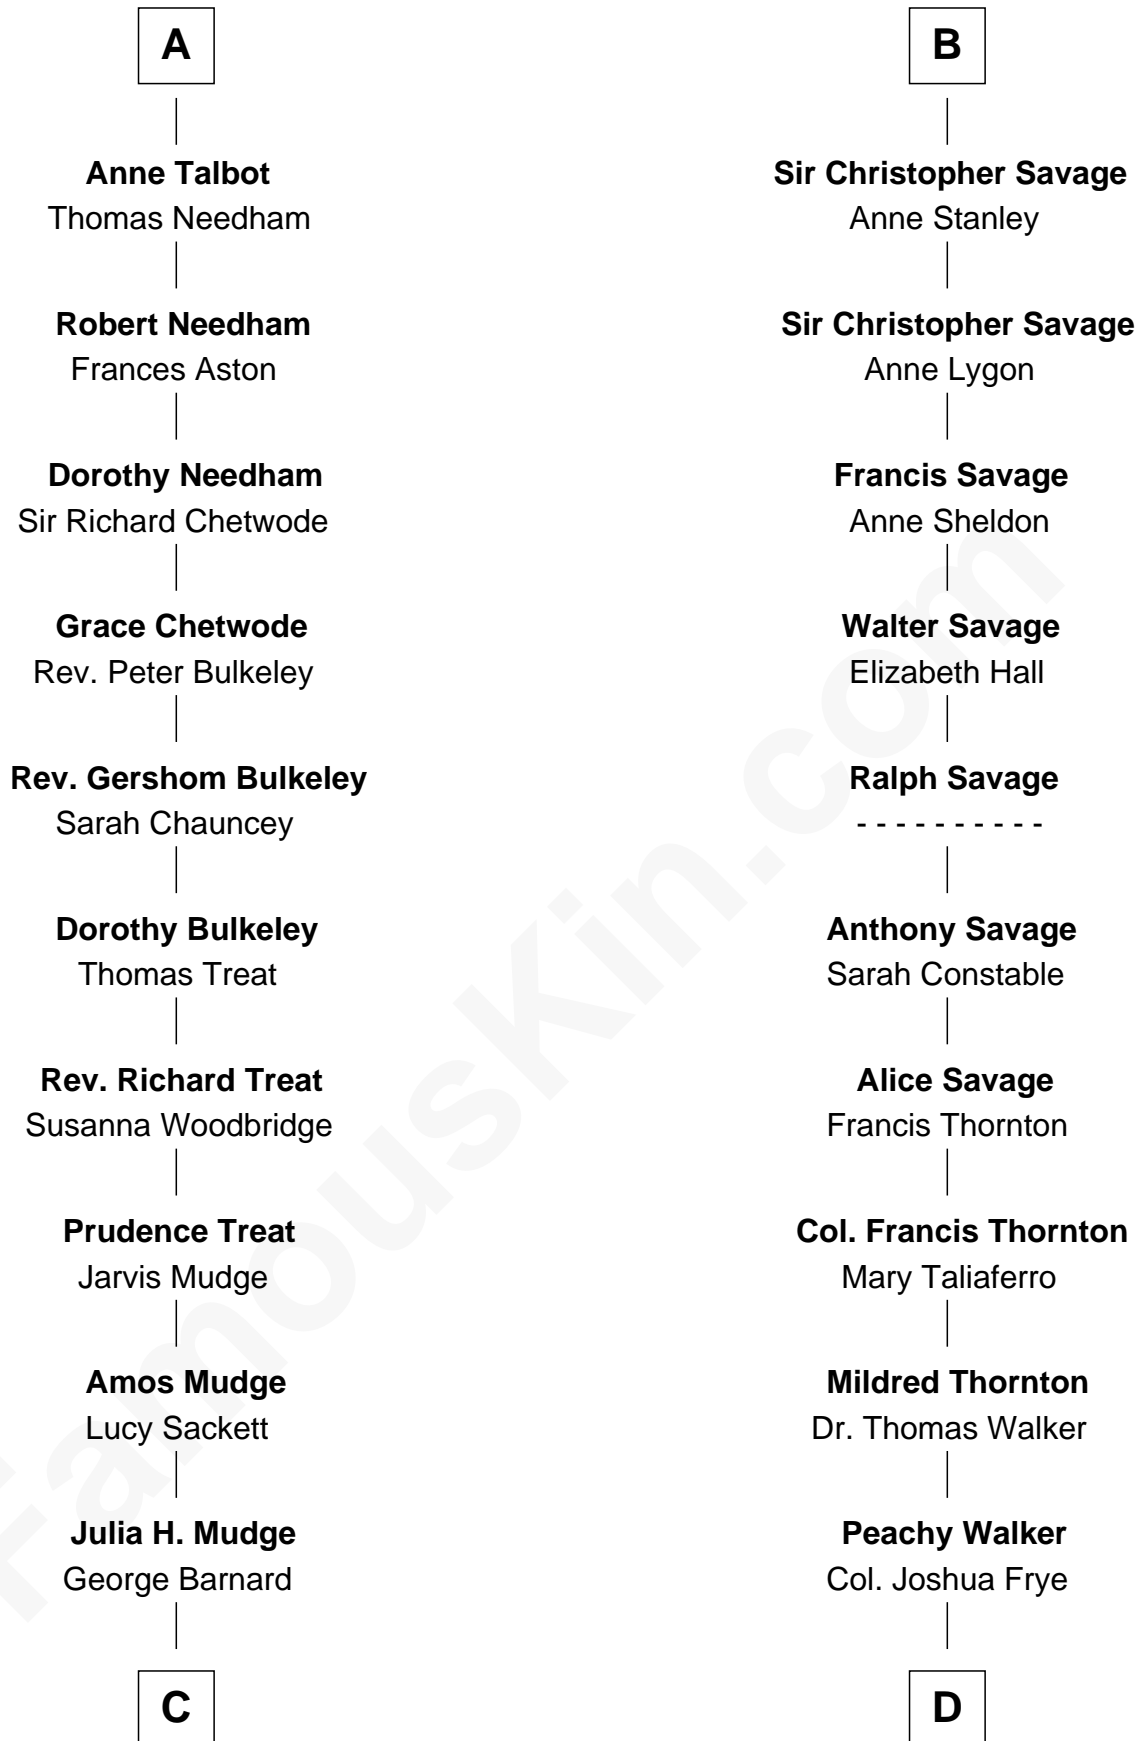 A
Anne Talbot
Thomas Needham
Robert Needham
Frances Aston
Dorothy Needham
Sir Richard Chetwode
Grace Chetwode
Rev. Peter Bulkeley
Rev. Gershom Bulkeley
Sarah Chauncey
Dorothy Bulkeley
Thomas Treat
Rev. Richard Treat
Susanna Woodbridge
Prudence Treat
Jarvis Mudge
Amos Mudge
Lucy Sackett
Julia H. Mudge
George Barnard
C
B
Sir Christopher Savage
Anne Stanley
Sir Christopher Savage
Anne Lygon
Francis Savage
Anne Sheldon
Walter Savage
Elizabeth Hall
Ralph Savage
- - - - - - - - - -
Anthony Savage
Sarah Constable
Alice Savage
Francis Thornton
Col. Francis Thornton
Mary Taliaferro
Mildred Thornton
Dr. Thomas Walker
Peachy Walker
Col. Joshua Frye
D
FamousKin.com